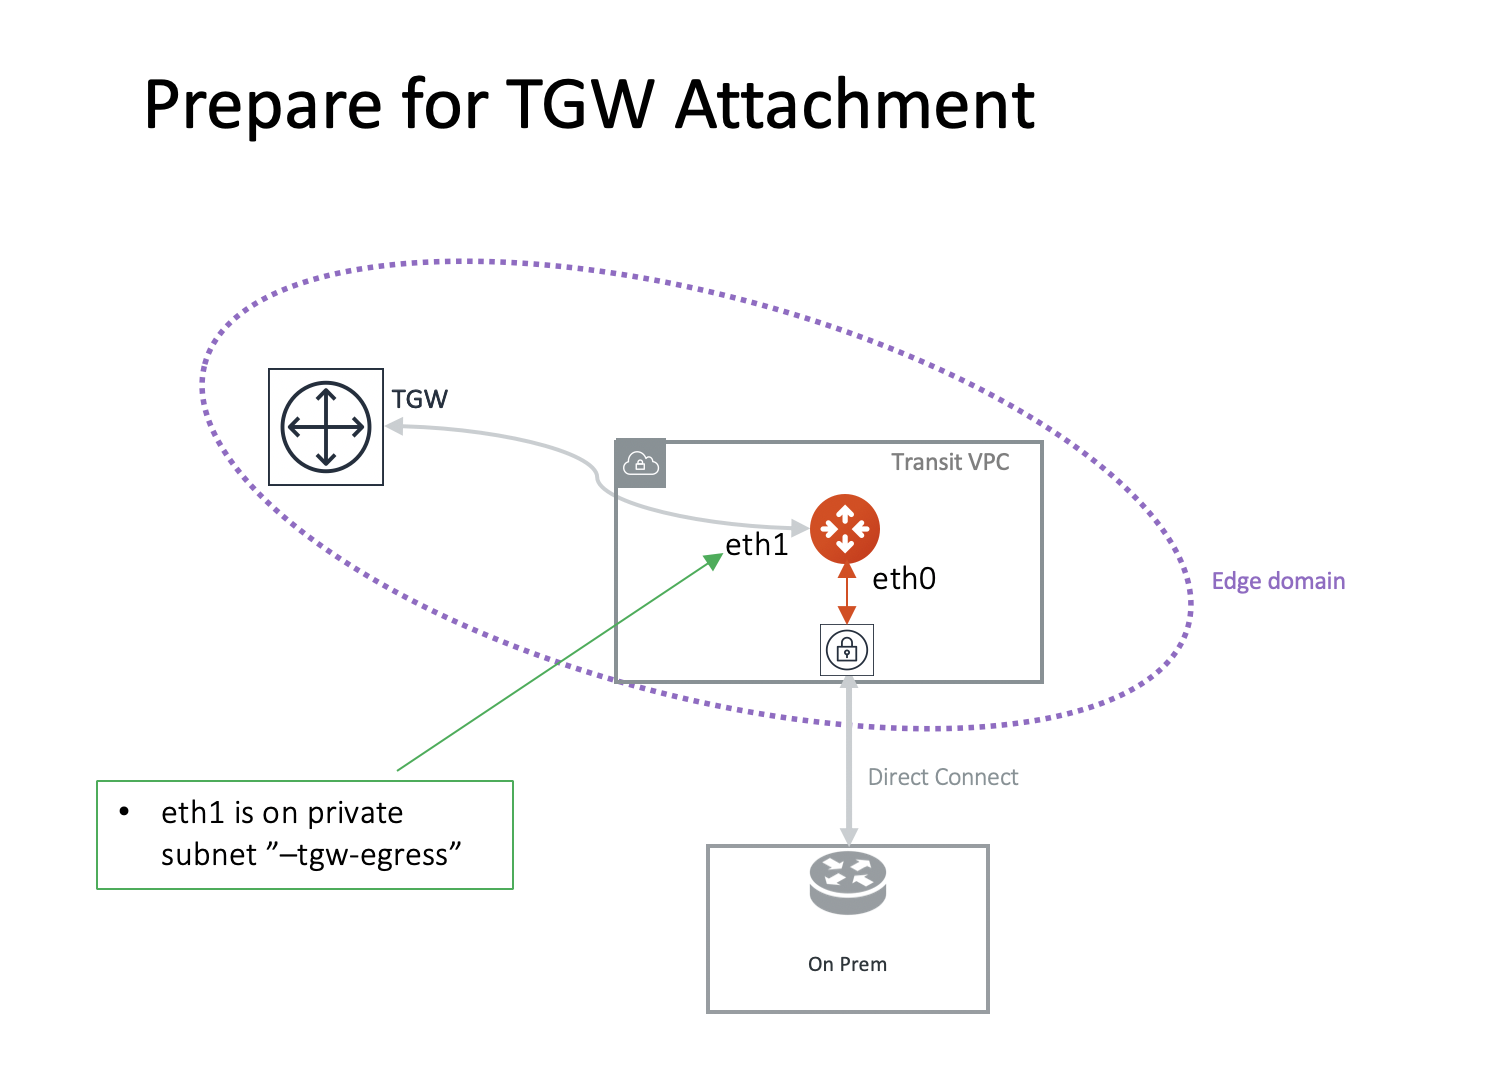 Prepare for TGW Attachment
TGW
Transit VPC
eth1
eth0
Edge domain
Direct Connect
• eth1 is on private
subnet ”–tgw-egress”
On Prem